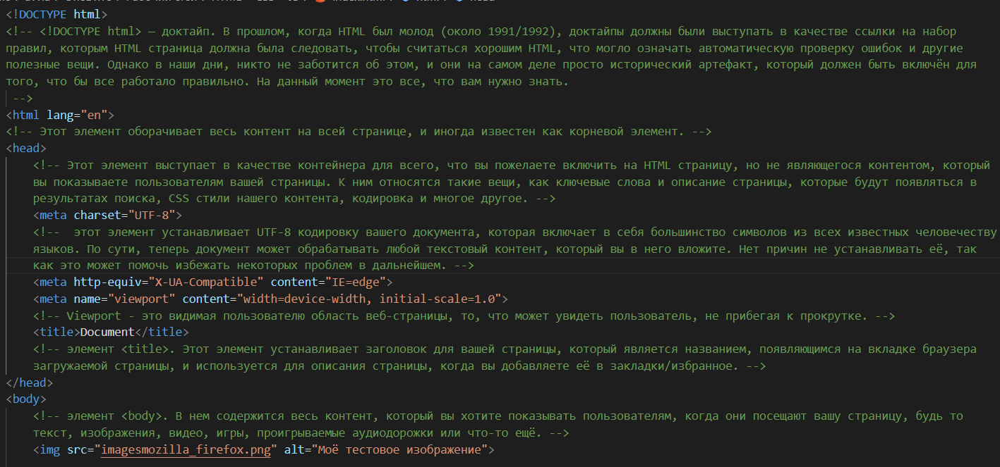 <!DOCTYPE html>
<!-- <!DOCTYPE html> — доктайп. В прошлом, когда HTML был молод (около 1991/1992), доктайпы должны были выступать в качестве ссылки на набор
правил, которым HTML страница должна была следовать, чтобы считаться хорошим HTML, что могло означать автоматическую проверку ошибок и другие
полезные вещи. Однако в наши дни, никто не заботится об этом, и они на самом деле просто исторический артефакт, который должен быть включён для
того, что бы все работало правильно. На данный момент это все, что вам нужно знать.
-->
<html lang="en">
<!-- Этот элемент оборачивает весь контент на всей странице, и иногда известен как корневой элемент. -->
<head>
<!-- Этот элемент выступает в качестве контейнера для всего, что вы пожелаете включить на HTML страницу, но не являющегося контентом, который
вы показываете пользователям вашей страницы. К ним относятся такие вещи, как ключевые слова и описание страницы, которые будут появляться в
результатах поиска, CSS стили нашего контента, кодировка и многое другое. -->
<meta charset="UTF-8">
<!--  этот элемент устанавливает UTF-8 кодировку вашего документа, которая включает в себя большинство символов из всех известных человечеству
языков. По сути, теперь документ может обрабатывать любой текстовый контент, который вы в него вложите. Нет причин не устанавливать её, так
как это может помочь избежать некоторых проблем в дальнейшем. -->
<meta http-equiv="X-UA-Compatible" content="IE=edge">
<meta name="viewport" content="width=device-width, initial-scale=1.0">
<!-- Viewport - это видимая пользователю область веб-страницы, то, что может увидеть пользователь, не прибегая к прокрутке. -->
<title>Document</title>
<!-- элемент <title>. Этот элемент устанавливает заголовок для вашей страницы, который является названием, появляющимся на вкладке браузера
загружаемой страницы, и используется для описания страницы, когда вы добавляете её в закладки/избранное. -->
</head>
<body>
<!-- элемент <body>. В нем содержится весь контент, который вы хотите показывать пользователям, когда они посещают вашу страницу, будь то
текст, изображения, видео, игры, проигрываемые аудиодорожки или что-то ещё. -->
<img src="imagesmozilla_firefox.png" alt="Моё тестовое изображение">